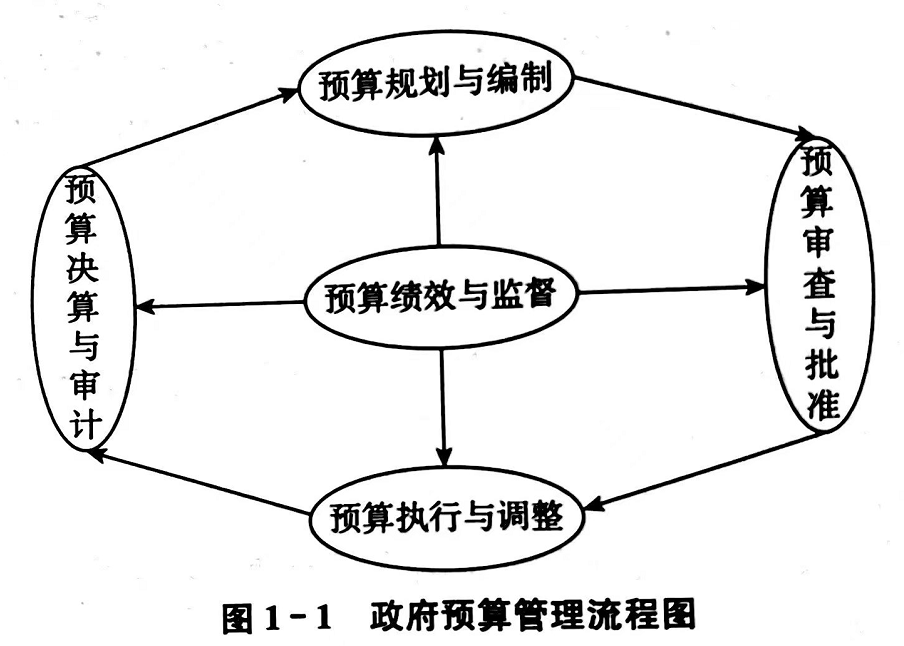 预算规划与编制
预算审查与批准
预算决算与审计
预算绩效与监督
预算执行与调整
图1-1 政府预算管理流程图